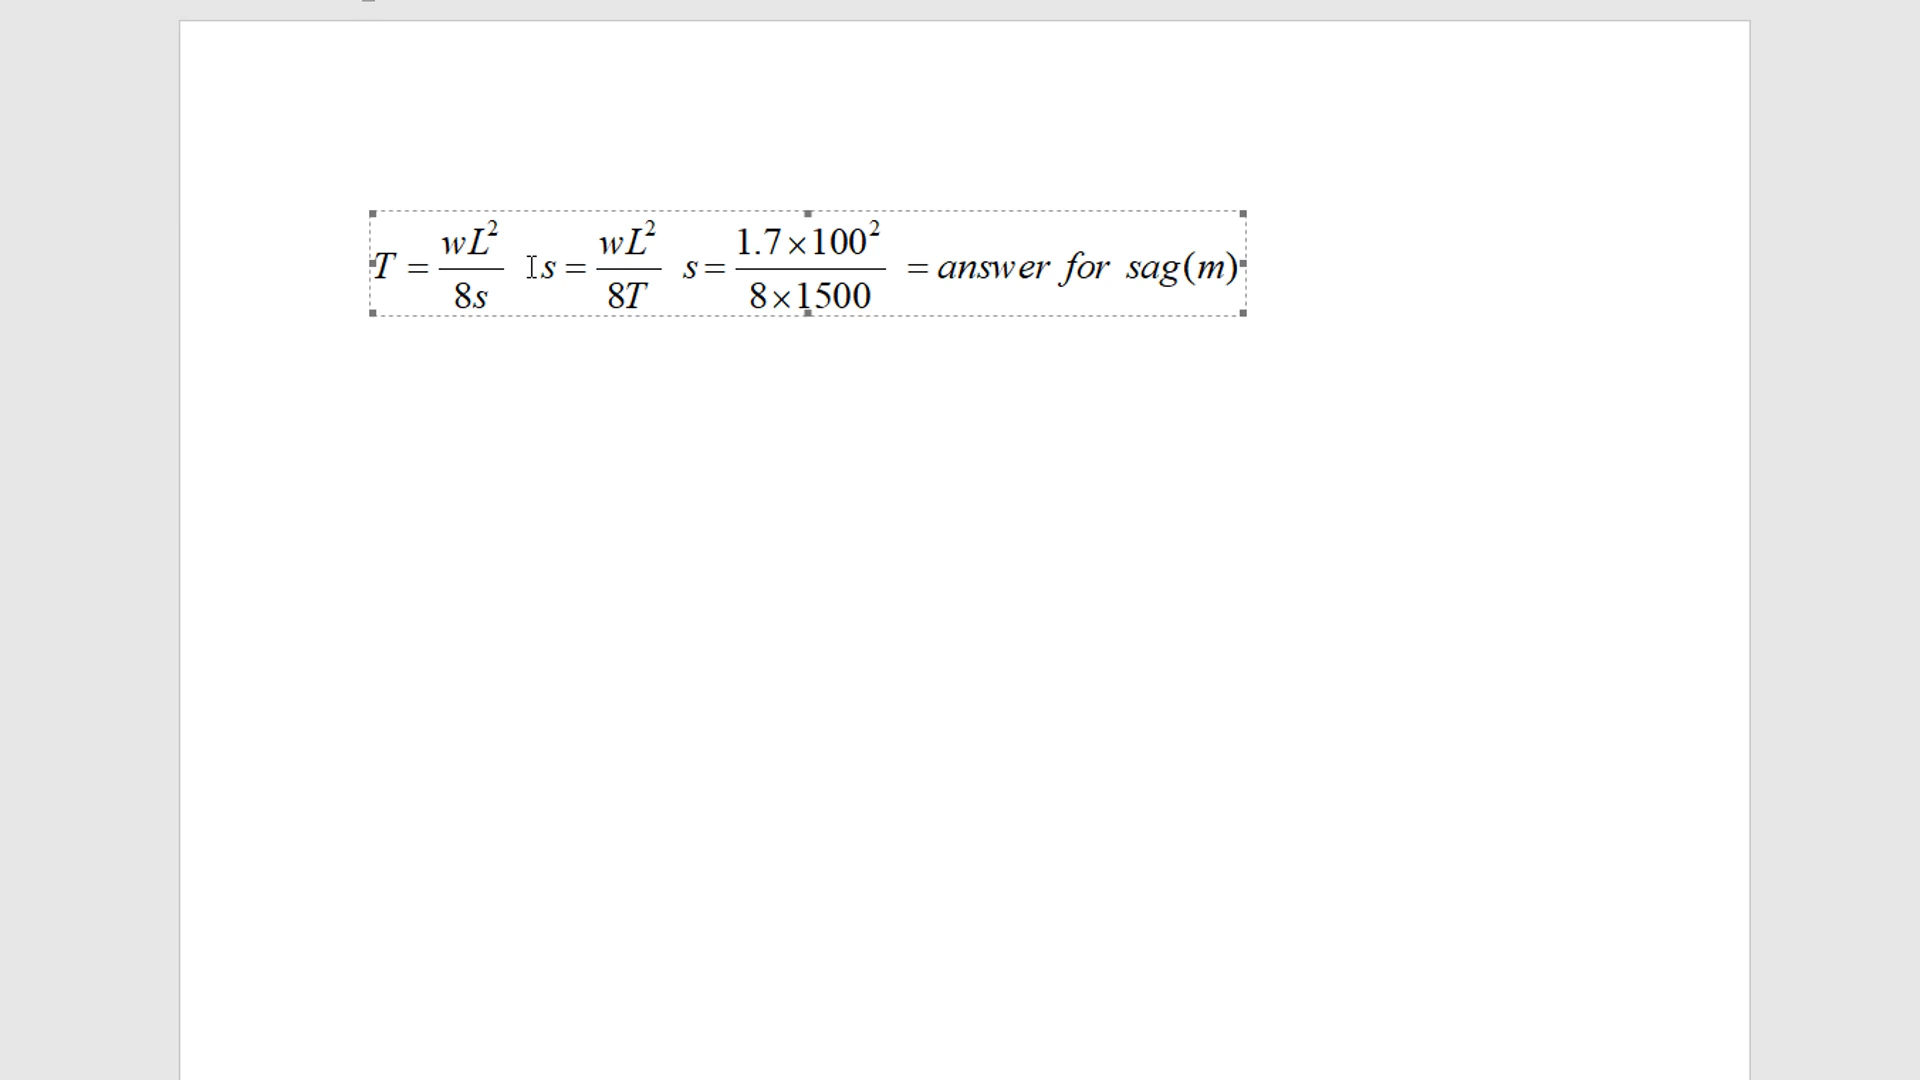 T = wL²/8s s = wL²/8T s = 1.7×100²/8×1500 = answer for sag(m)